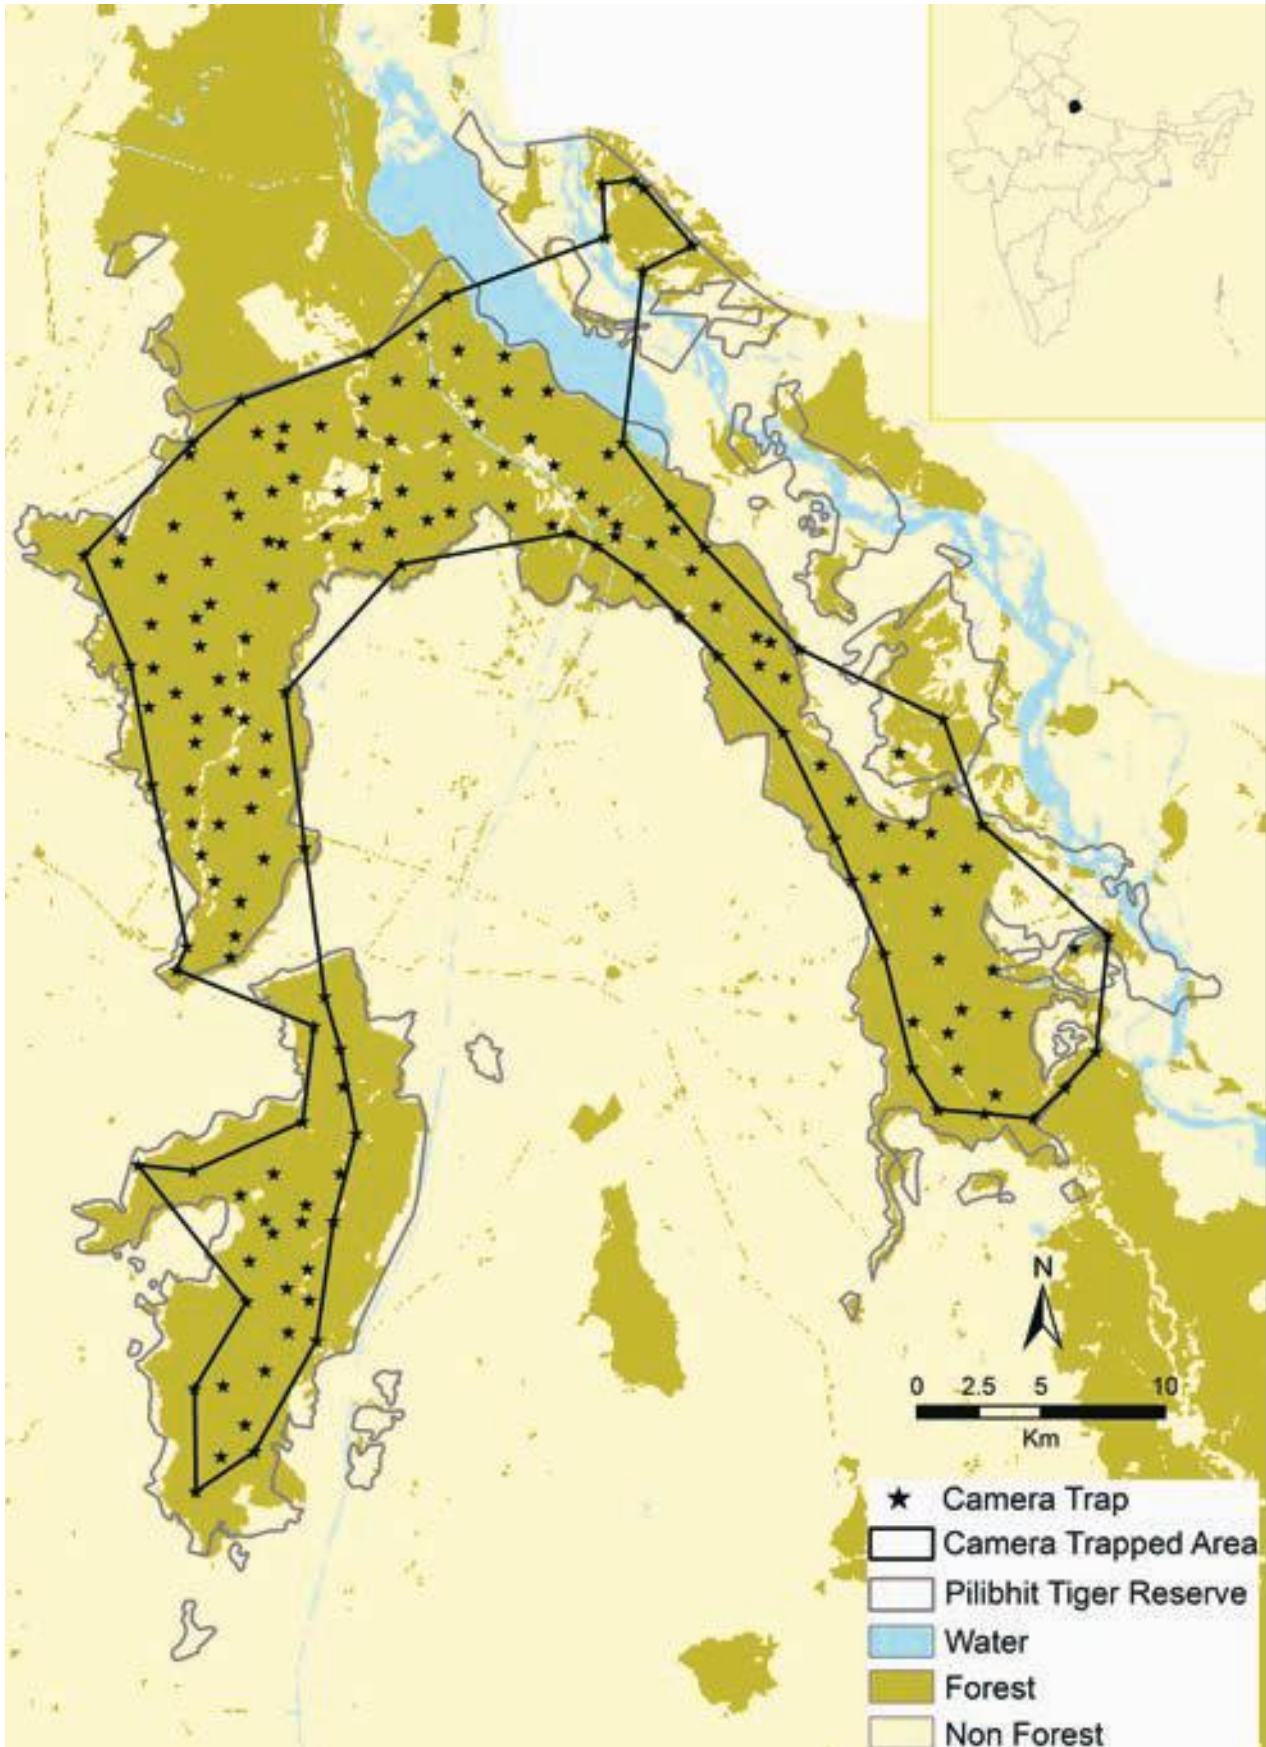 N
0 2.5 5 10
Km
Camera Trap
Camera Trapped Area
Pilibhit Tiger Reserve
Water
Forest
Non Forest